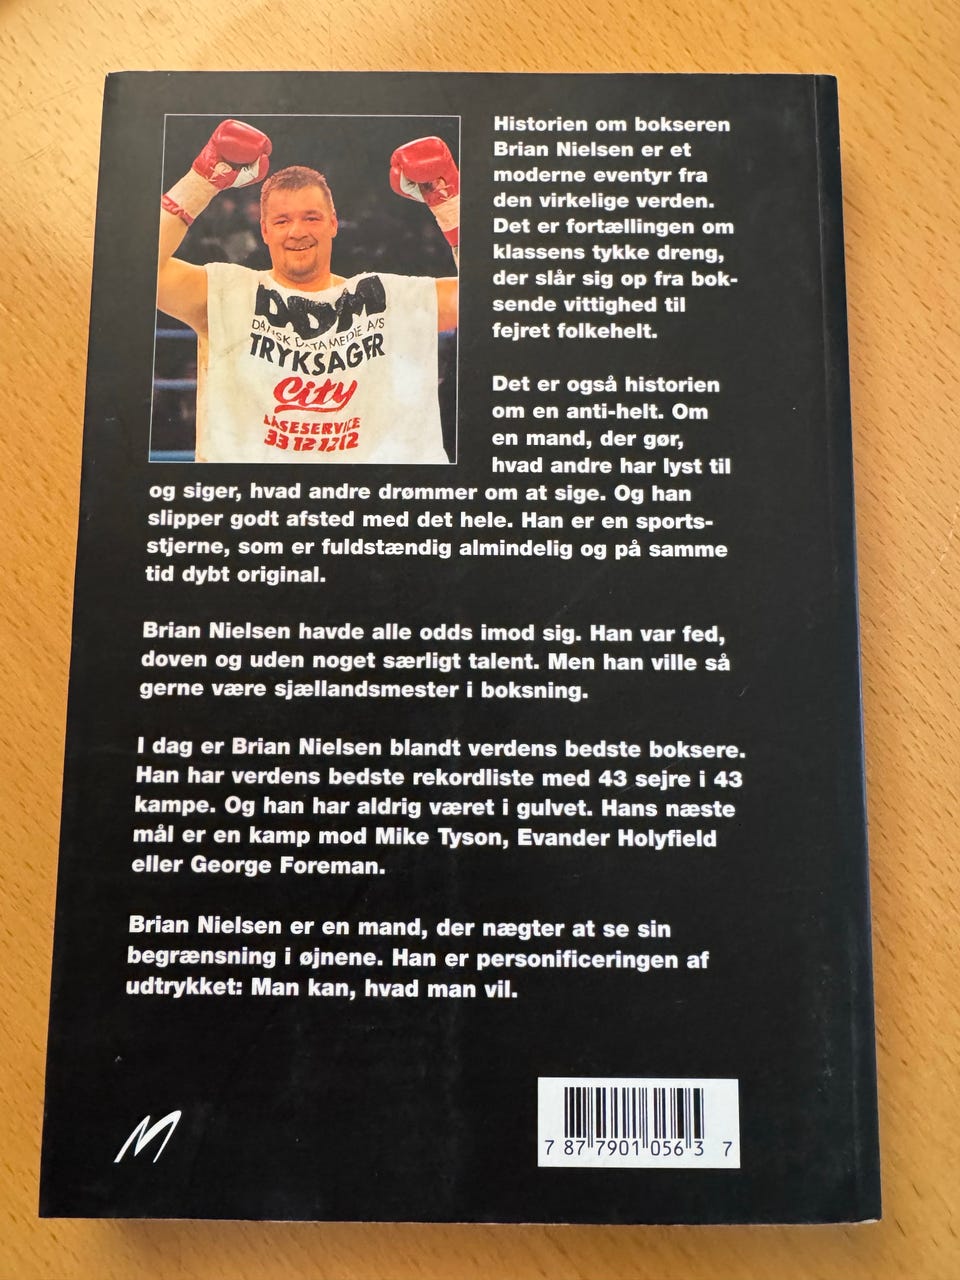 Historien om bokseren
Brian Nielsen er et
moderne eventyr fra
den virkelige verden.
Det er fortællingen om
klassens tykke dreng,
der slår sig op fra bok-
sende vittighed til
fejret folkehelt.
Det er også historien
om en anti-helt. Om
en mand, der gør,
hvad andre har lyst til
og siger, hvad andre drømmer om at sige. Og han
slipper godt afsted med det hele. Han er en sports-
stjerne, som er fuldstændig almindelig og på samme
tid dybt original.
Brian Nielsen havde alle odds imod sig. Han var fed,
doven og uden noget særligt talent. Men han ville så
gerne være sjællandsmester i boksning.
I dag er Brian Nielsen blandt verdens bedste boksere.
Han har verdens bedste rekordliste med 43 sejre i 43
kampe. Og han har aldrig været i gulvet. Hans næste
mål er en kamp mod Mike Tyson, Evander Holyfield
eller George Foreman.
Brian Nielsen er en mand, der nægter at se sin
begrænsning i øjnene. Han er personificeringen af
udtrykket: Man kan, hvad man vil.
DDM
DANSK DATAMEDIE A/S
TRYKSAGER
City
LÅSESERVICE
33 12 12 12
M
7 877901 0563 7